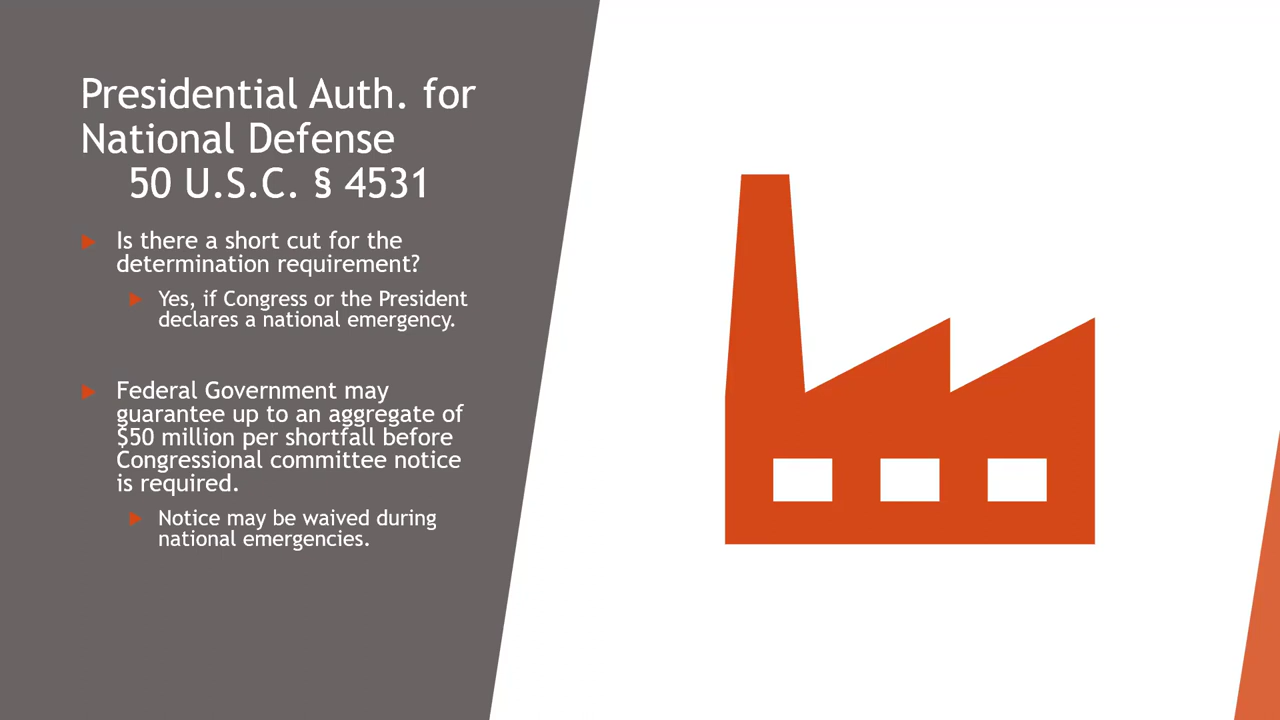 Presidential Auth. for
National Defense
50 U.S.C. § 4531
Is there a short cut for the
determination requirement?
Yes, if Congress or the President
declares a national emergency.
Federal Government may
guarantee up to an aggregate of
$50 million per shortfall before
Congressional committee notice
is required.
Notice may be waived during
national emergencies.